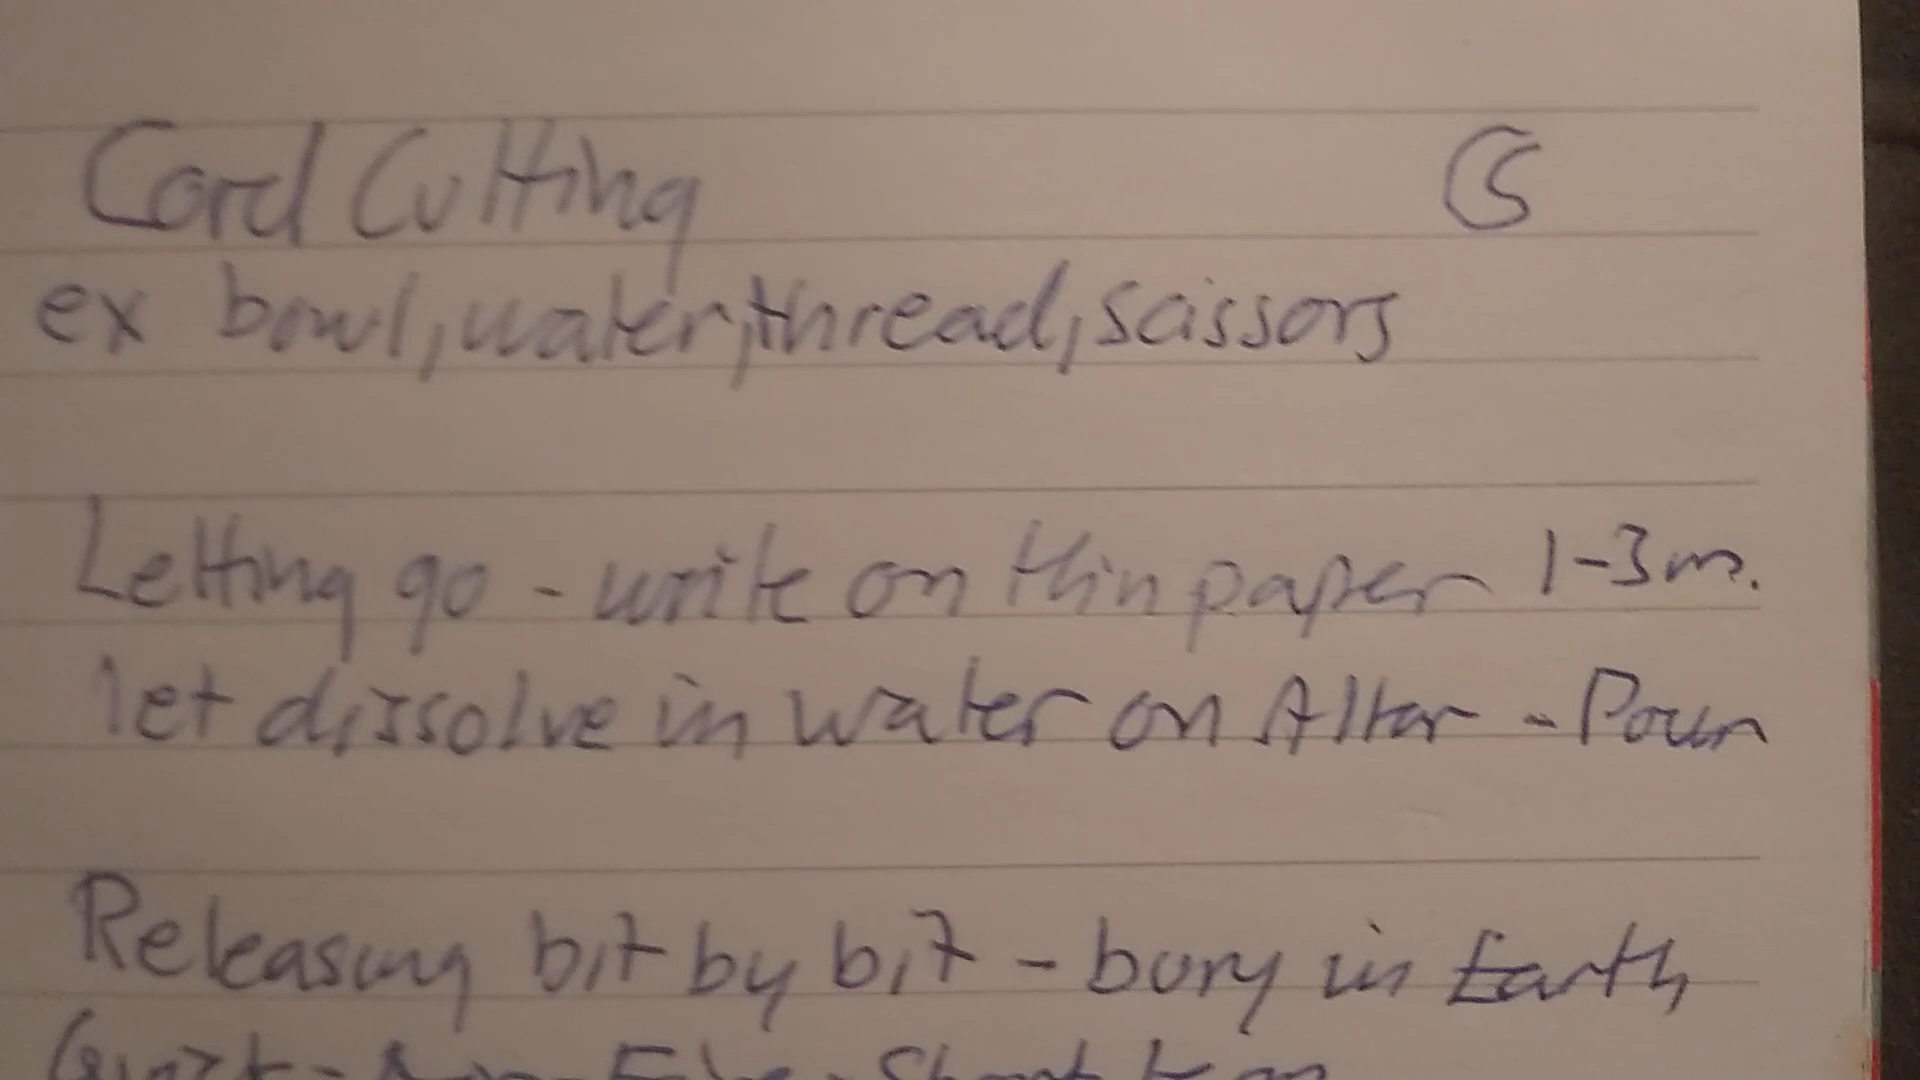 Cord Cutting
ex bowl, water, thread, scissors
Letting go - write on thin paper 1-3m.
let dissolve in water on Altar - Pour
Releasing bit by bit - bury in Earth